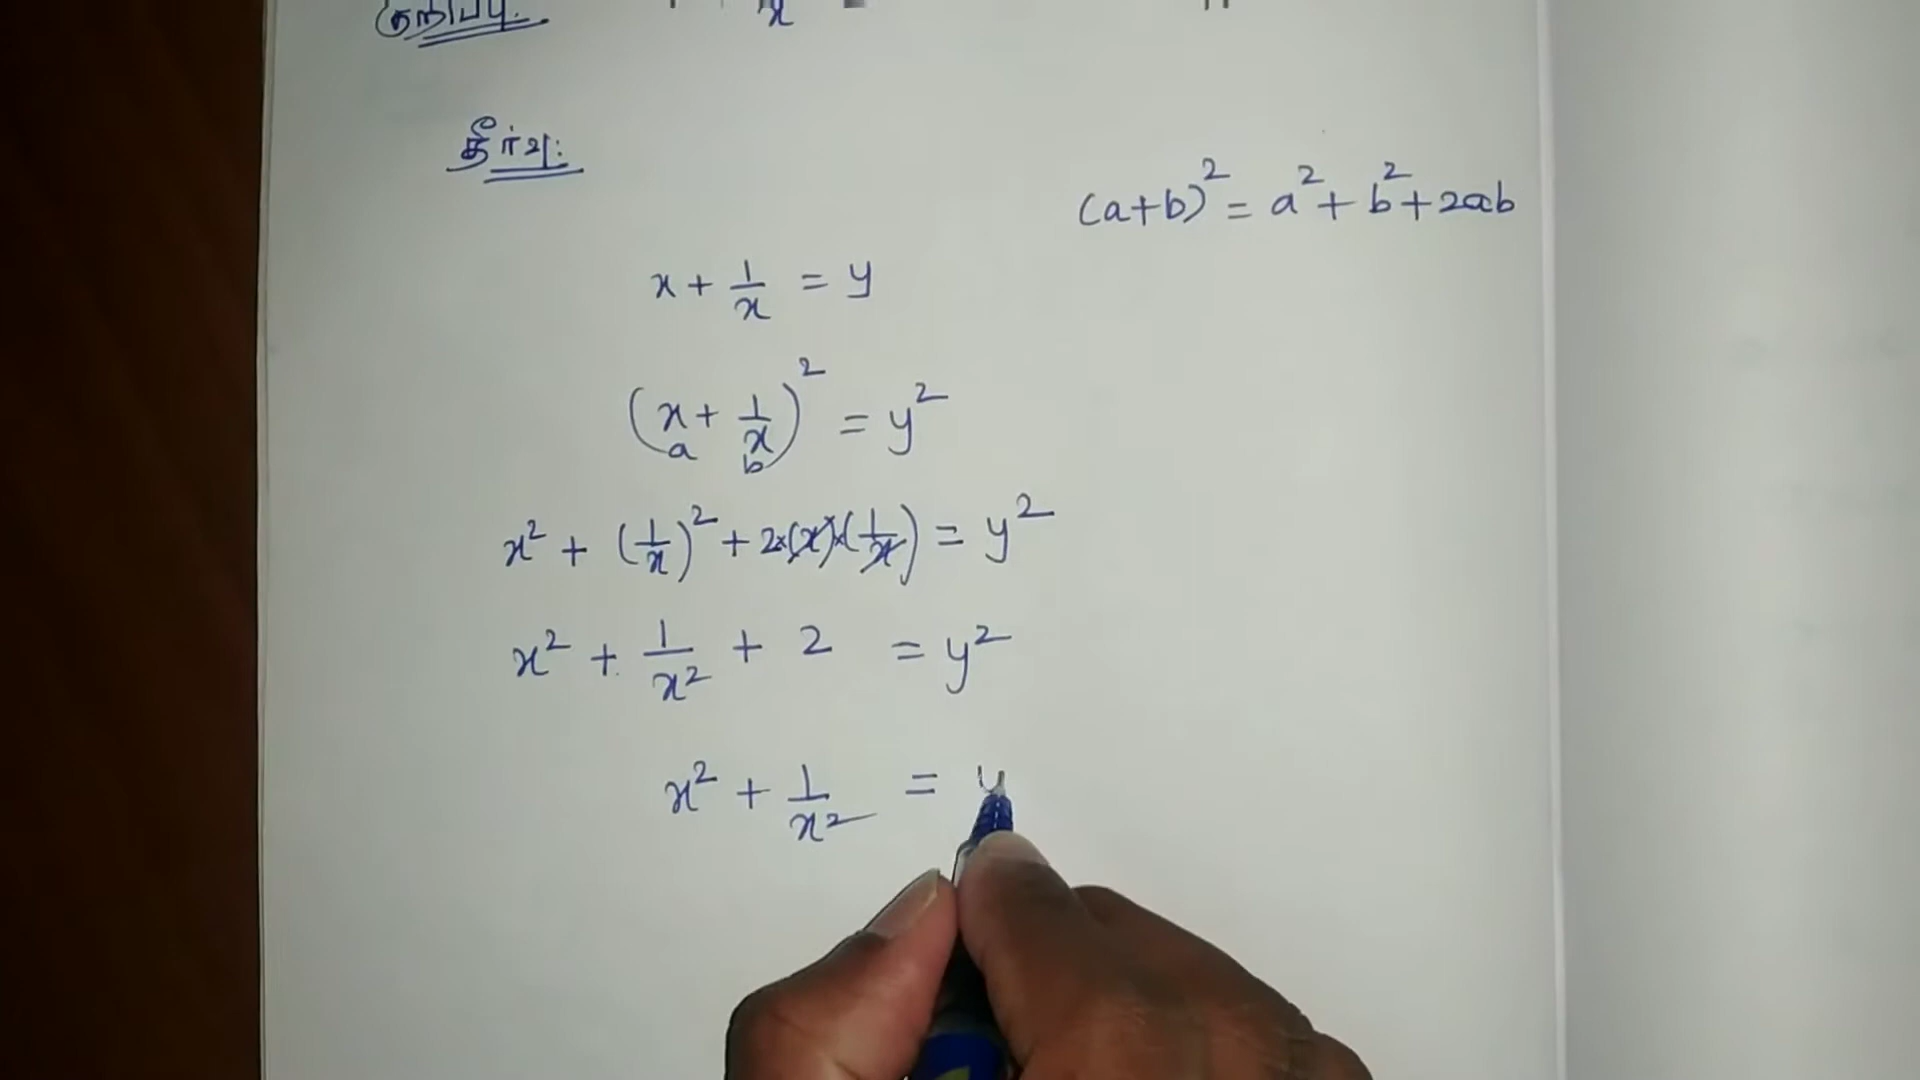 குறிப்பு:
x
தீர்வு:
(a+b)² = a² + b² + 2ab
x + 1/x = y
(x + 1/x)² = y²
a b
x² + (1/x)² + 2×(x)×(1/x) = y²
x² + 1/x² + 2 = y²
x² + 1/x² = y